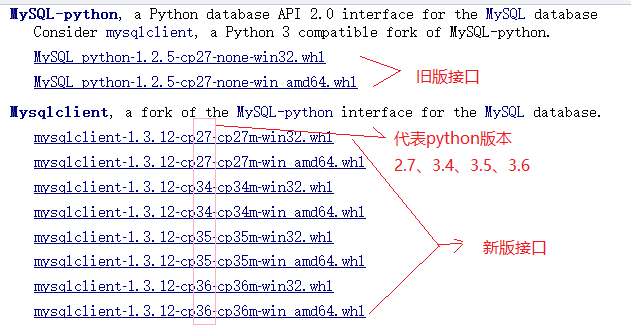 MySQL-python, a Python database API 2.0 interface for the MySQL database
Consider mysqlclient, a Python 3 compatible fork of MySQL-python.
MySQL_python-1.2.5-cp27-none-win32.whl
MySQL_python-1.2.5-cp27-none-win_amd64.whl
旧版接口
Mysqlclient, a fork of the MySQL-python interface for the MySQL database.
mysqlclient-1.3.12-cp27-cp27m-win32.whl
代表python版本
mysqlclient-1.3.12-cp27-cp27m-win_amd64.whl
2.7、3.4、3.5、3.6
mysqlclient-1.3.12-cp34-cp34m-win32.whl
mysqlclient-1.3.12-cp34-cp34m-win_amd64.whl
mysqlclient-1.3.12-cp35-cp35m-win32.whl
新版接口
mysqlclient-1.3.12-cp35-cp35m-win_amd64.whl
mysqlclient-1.3.12-cp36-cp36m-win32.whl
mysqlclient-1.3.12-cp36-cp36m-win_amd64.whl